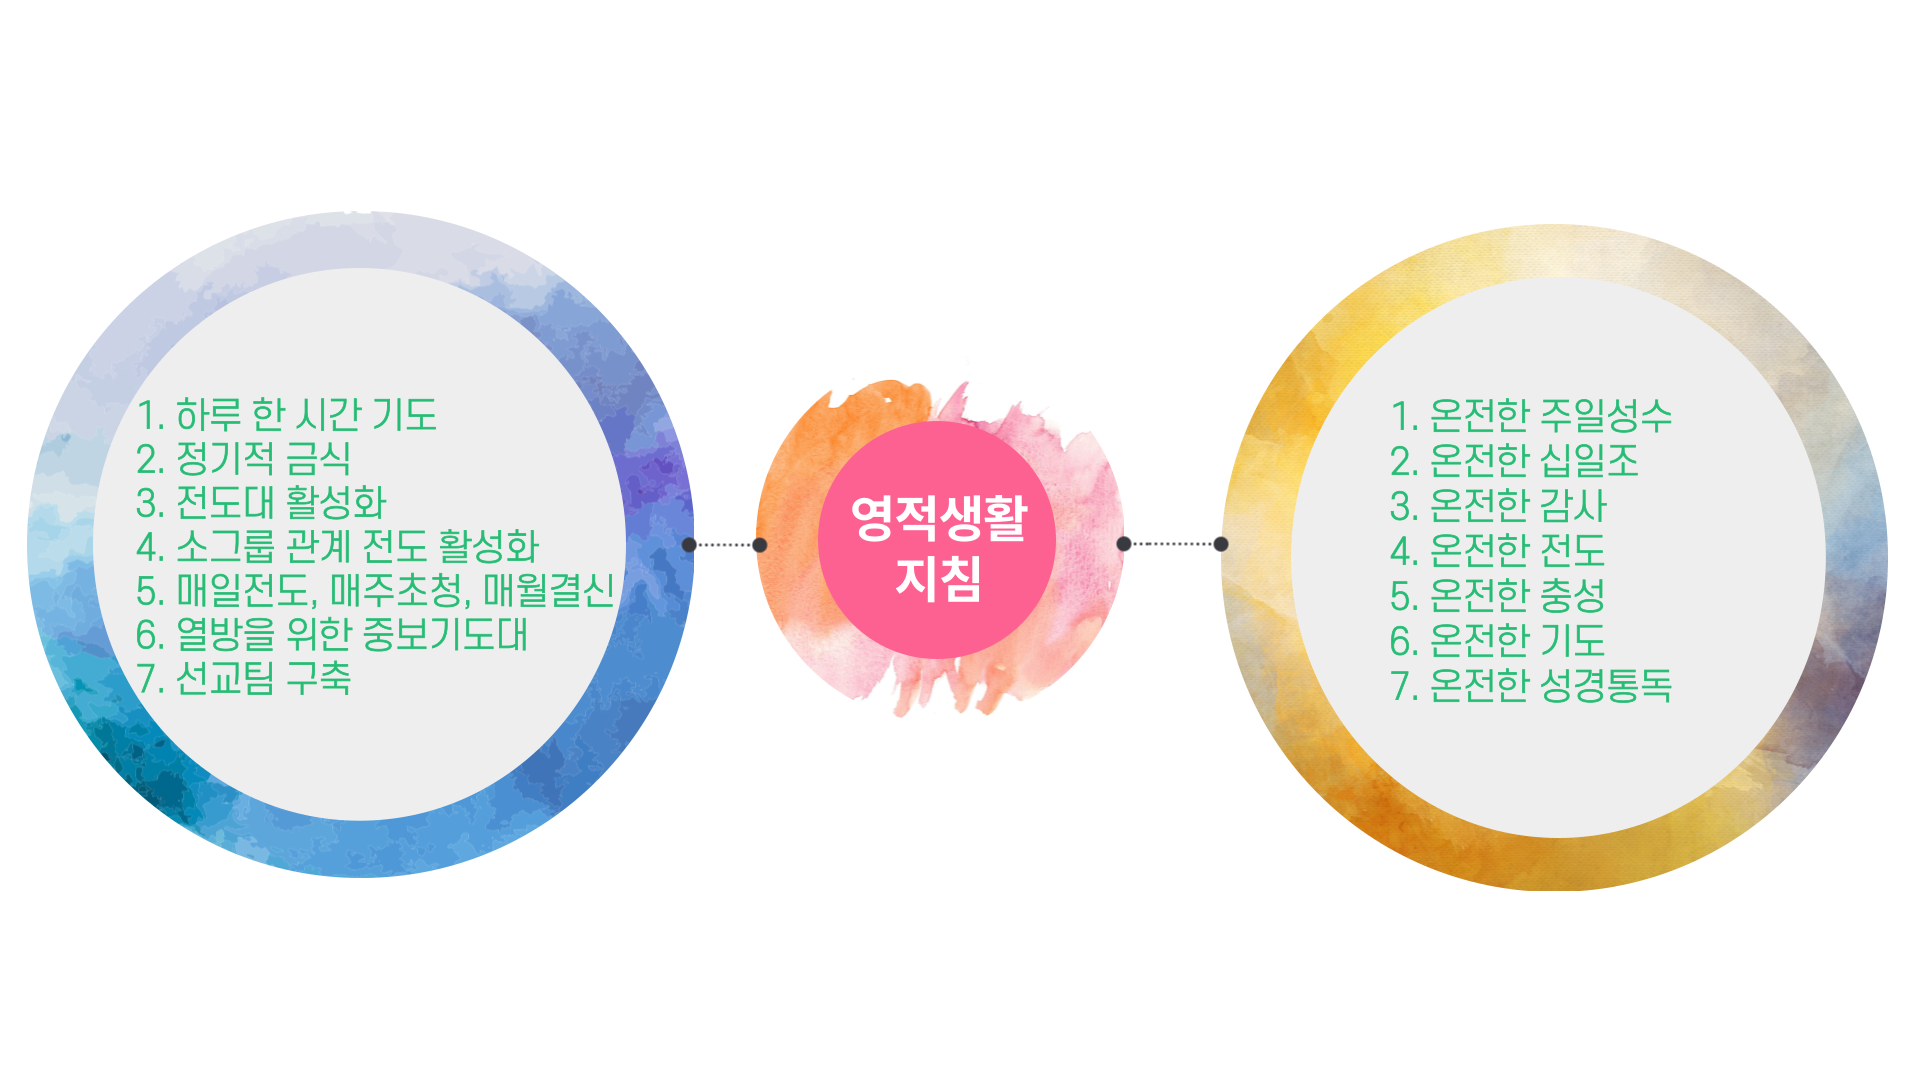 1. 하루 한 시간 기도
2. 정기적 금식
3. 전도대 활성화
4. 소그룹 관계 전도 활성화
5. 매일전도, 매주초청, 매월결신
6. 열방을 위한 중보기도대
7. 선교팀 구축
영적생활
지침
1. 온전한 주일성수
2. 온전한 십일조
3. 온전한 감사
4. 온전한 전도
5. 온전한 충성
6. 온전한 기도
7. 온전한 성경통독